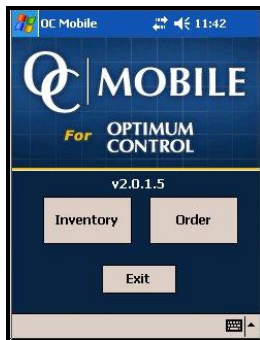 OC Mobile 11:42
OC MOBILE
For OPTIMUM
CONTROL
v2.0.1.5
Inventory Order
Exit